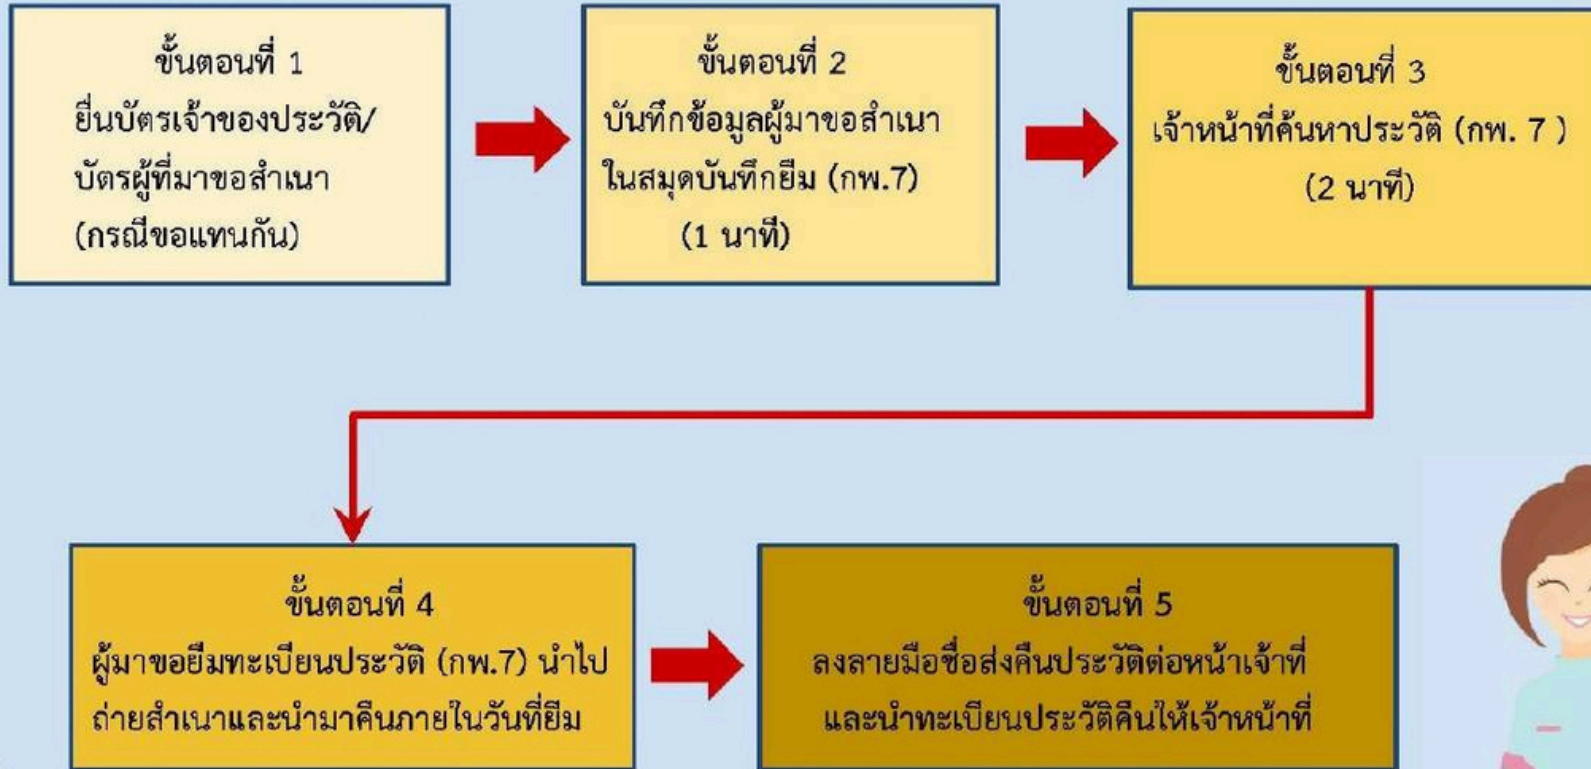 ขั้นตอนที่ 1
ยื่นบัตรเจ้าของประวัติ/
บัตรผู้ที่มาขอสำเนา
(กรณีขอแทนกัน)
ขั้นตอนที่ 2
บันทึกข้อมูลผู้มาขอสำเนา
ในสมุดบันทึกยืม (กพ.7)
(1 นาที)
ขั้นตอนที่ 3
เจ้าหน้าที่ค้นหาประวัติ (กพ. 7 )
(2 นาที)
ขั้นตอนที่ 4
ผู้มาขอยืมทะเบียนประวัติ (กพ.7) นำไป
ถ่ายสำเนาและนำมาคืนภายในวันที่ยืม
ขั้นตอนที่ 5
ลงลายมือชื่อส่งคืนประวัติต่อหน้าเจ้าที่
และนำทะเบียนประวัติคืนให้เจ้าหน้าที่